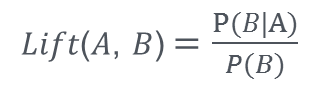 Lift(A, B) = P(B|A) / P(B)